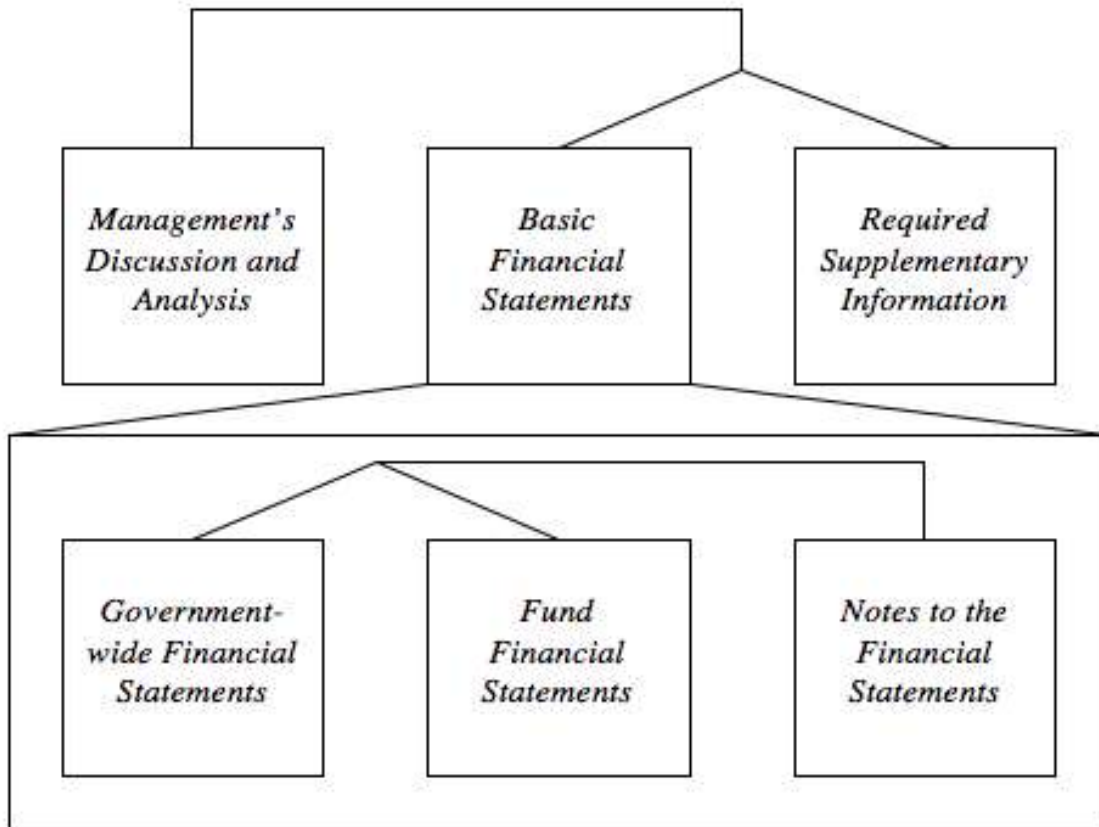 Management's
Discussion and
Analysis
Basic
Financial
Statements
Required
Supplementary
Information
Government-
wide Financial
Statements
Fund
Financial
Statements
Notes to the
Financial
Statements